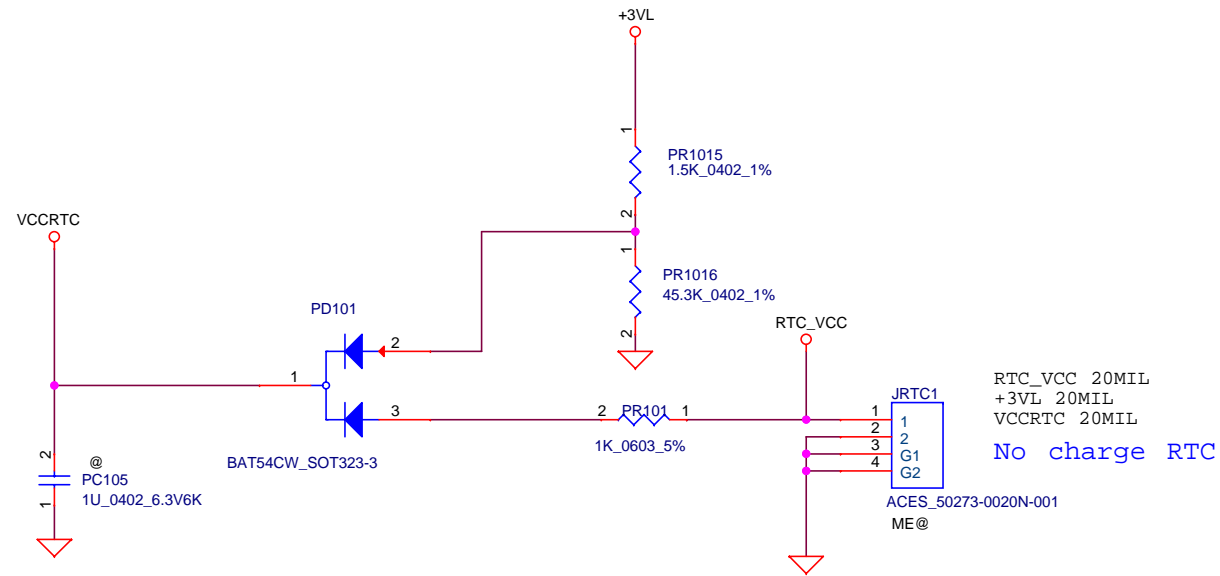 +3VL
1
PR1015
1.5K_0402_1%
2
VCCRTC
1
PR1016
45.3K_0402_1%
2
PD101
2
RTC_VCC
1
3
2
PR101
1
1K_0603_5%
BAT54CW_SOT323-3
JRTC1
1
1
2
2
3
G1
4
G2
ACES_50273-0020N-001
ME@
RTC_VCC 20MIL
+3VL 20MIL
VCCRTC 20MIL
No charge RTC
2
@
PC105
1U_0402_6.3V6K
1